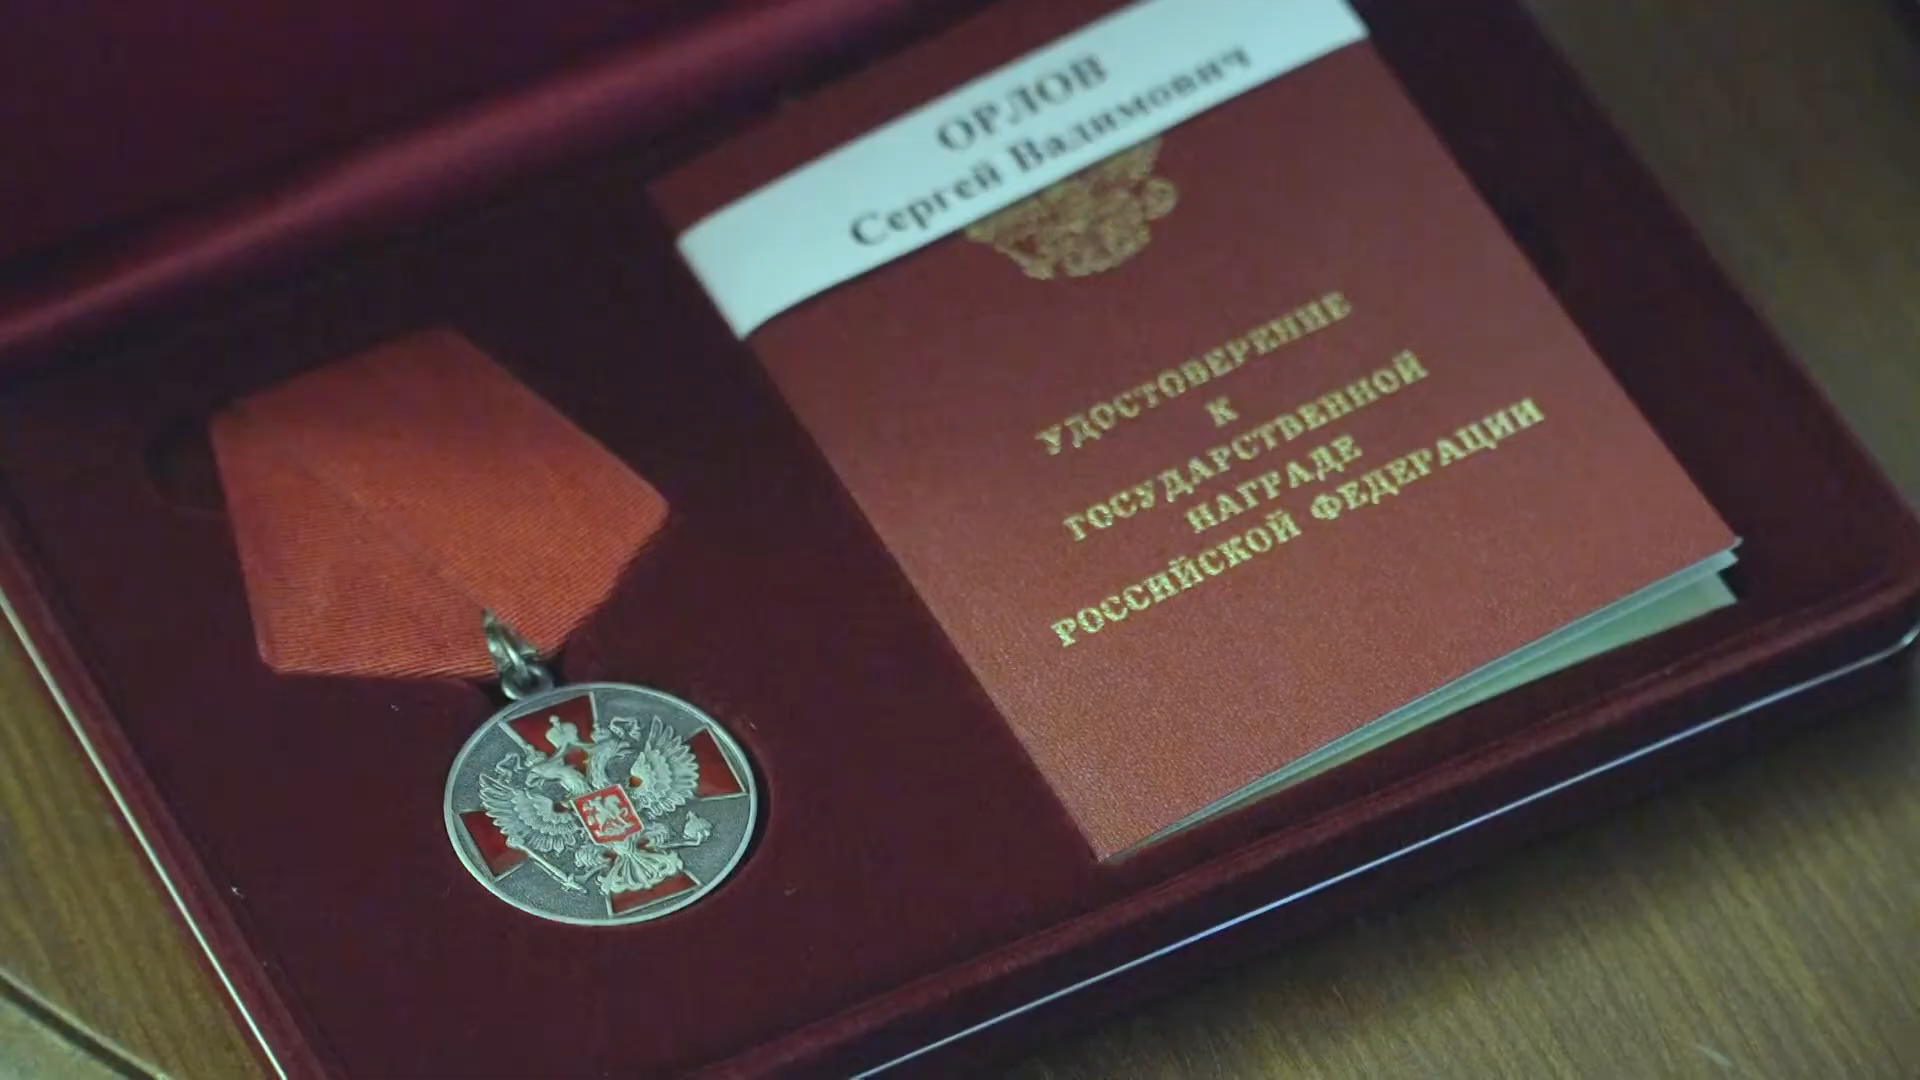 ОРЛОВ
Сергей Вадимович
УДОСТОВЕРЕНИЕ
К
ГОСУДАРСТВЕННОЙ
НАГРАДЕ
РОССИЙСКОЙ ФЕДЕРАЦИИ